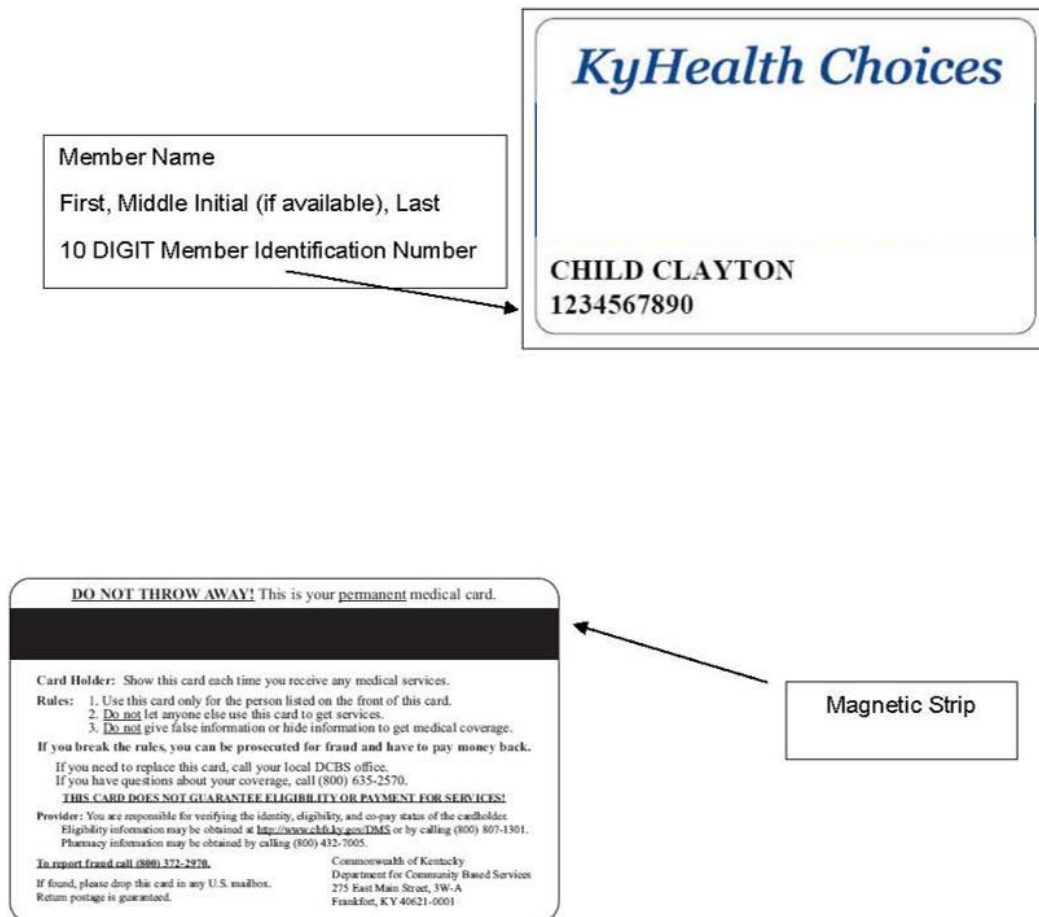 KyHealth Choices
Member Name
First, Middle Initial (if available), Last
10 DIGIT Member Identification Number
CHILD CLAYTON
1234567890
DO NOT THROW AWAY! This is your permanent medical card.
Card Holder: Show this card each time you receive any medical services.
Rules: 1. Use this card only for the person listed on the front of this card.
2. Do not let anyone else use this card to get services.
3. Do not give false information or hide information to get medical coverage.
If you break the rules, you can be prosecuted for fraud and have to pay money back.
If you need to replace this card, call your local DCBS office.
If you have questions about your coverage, call (800) 635-2570.
THIS CARD DOES NOT GUARANTEE ELIGIBILITY OR PAYMENT FOR SERVICES!
Provider: You are responsible for verifying the identity, eligibility, and co-pay status of the cardholder.
Eligibility information may be obtained at http://www.chfs.ky.gov/DMS or by calling (800) 807-1301.
Pharmacy information may be obtained by calling (800) 432-7005.
To report fraud call (800) 372-2970.
If found, please drop this card in any U.S. mailbox.
Return postage is guaranteed.
Commonwealth of Kentucky
Department for Community Based Services
275 East Main Street, 3W-A
Frankfort, KY 40621-0001
Magnetic Strip